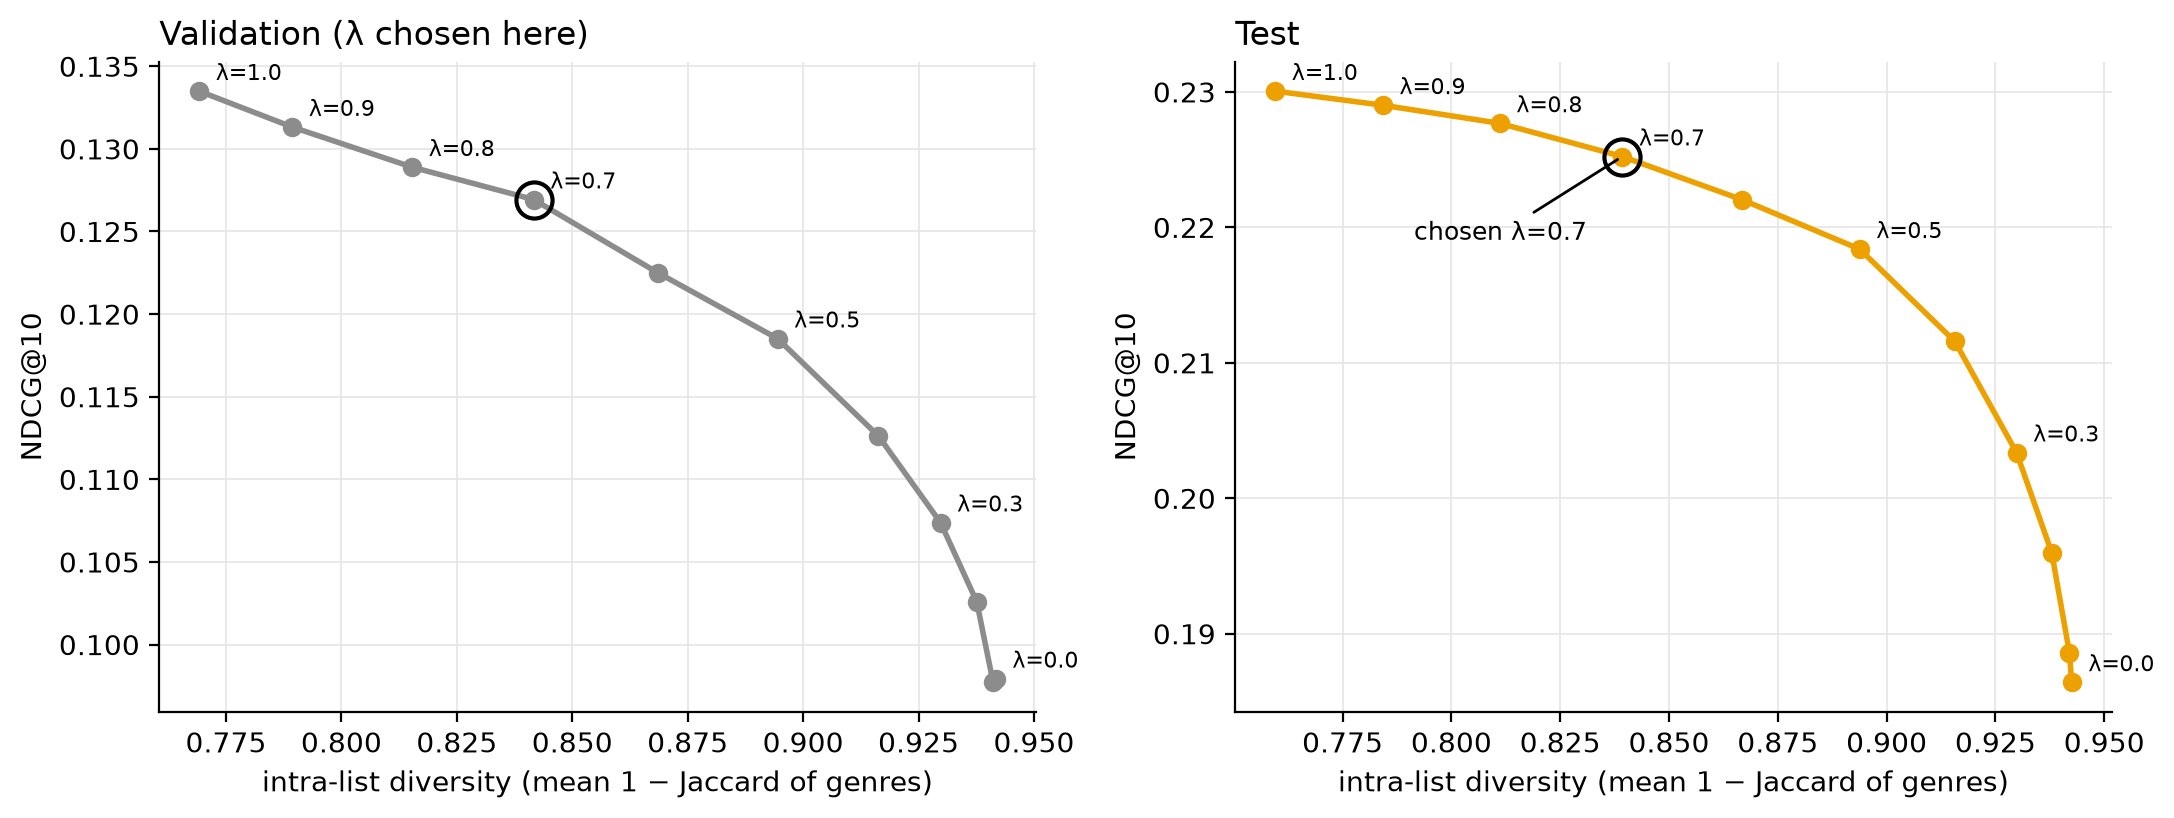 Validation (λ chosen here)
NDCG@10
0.135
0.130
0.125
0.120
0.115
0.110
0.105
0.100
λ=1.0
λ=0.9
λ=0.8
λ=0.7
λ=0.5
λ=0.3
λ=0.0
0.775 0.800 0.825 0.850 0.875 0.900 0.925 0.950
intra-list diversity (mean 1 − Jaccard of genres)
Test
NDCG@10
0.23
0.22
0.21
0.20
0.19
λ=1.0
λ=0.9
λ=0.8
λ=0.7
chosen λ=0.7
λ=0.5
λ=0.3
λ=0.0
0.775 0.800 0.825 0.850 0.875 0.900 0.925 0.950
intra-list diversity (mean 1 − Jaccard of genres)